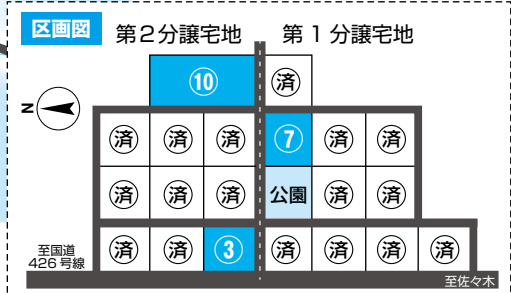 区画図 第2分譲宅地 第1分譲宅地
⑩ 済
N
済 済 済 ⑦ 済 済
済 済 済 公園 済 済
至国道
426号線
済 済 ③ 済 済 済 済
至佐々木